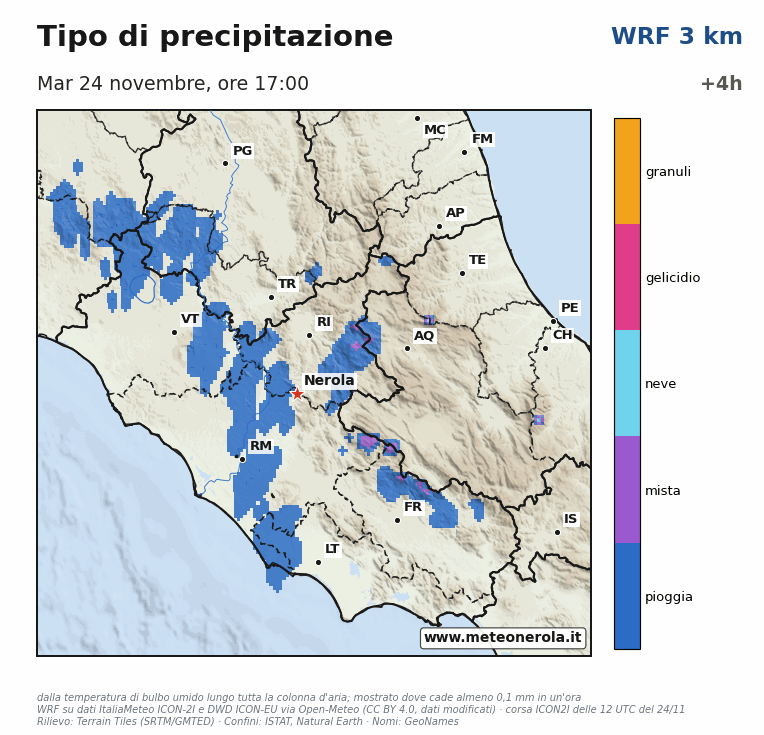 Tipo di precipitazione
WRF 3 km
Mar 24 novembre, ore 17:00
+4h
MC
FM
PG
AP
TE
TR
PE
VT
RI
AQ
CH
Nerola
RM
FR
IS
LT
www.meteonerola.it
granuli
gelicidio
neve
mista
pioggia
dalla temperatura di bulbo umido lungo tutta la colonna d'aria; mostrato dove cade almeno 0,1 mm in un'ora
WRF su dati ItaliaMeteo ICON-2I e DWD ICON-EU via Open-Meteo (CC BY 4.0, dati modificati) · corsa ICON2I delle 12 UTC del 24/11
Rilievo: Terrain Tiles (SRTM/GMTED) · Confini: ISTAT, Natural Earth · Nomi: GeoNames